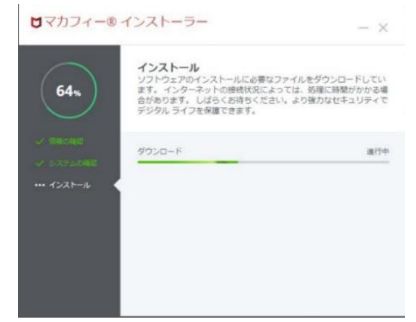 マカフィー® インストーラー
インストール
64%
ソフトウェアのインストールに必要なファイルをダウンロードしてい
ます。インターネットの接続状況によっては、処理に時間がかかる場
合があります。しばらくお待ちください。より強力なセキュリティで
デジタル ライフを保護できます。
✓ 情報の確認
ダウンロード 進行中
✓ システムの確認
••• インストール